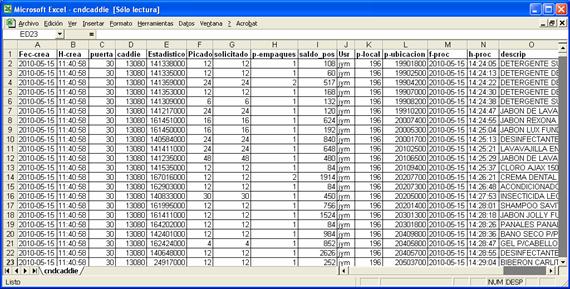 Microsoft Excel - cndcaddie [Sólo lectura]
Archivo Edición Ver Insertar Formato Herramientas Datos Ventana ? Acrobat
ED23 =
A B C D E F G H I J K L M N O
1 Fec-crea H-crea puerta caddie Estadistico Picado solicitado p-empaques saldo_pos Usr p-local p-ubicacion f-proc h-proc descrip
2 2010-05-15 11:40:58 30 13080 141338000 12 12 1 108 jym 196 19901800 2010-05-15 14:24:05 DETERGENTE SU
3 2010-05-15 11:40:58 30 13080 141335000 12 12 1 60 jym 196 19902500 2010-05-15 14:24:13 DETERGENTE DE
4 2010-05-15 11:40:58 30 13080 141359000 24 24 2 517 jym 196 19904200 2010-05-15 14:24:22 DETERGENTE DE
5 2010-05-15 11:40:58 30 13080 141353000 12 12 1 168 jym 196 19907000 2010-05-15 14:24:30 DETERGENTE DE
6 2010-05-15 11:40:58 30 13080 141309000 6 6 1 132 jym 196 19908200 2010-05-15 14:24:38 DETERGENTE DE
7 2010-05-15 11:40:58 30 13080 141217000 24 24 1 120 jym 196 19909200 2010-05-15 14:24:47 JABON DE LAVA
8 2010-05-15 11:40:58 30 13080 161451000 16 16 1 624 jym 196 20007400 2010-05-15 14:24:55 JABON REXONA
9 2010-05-15 11:40:58 30 13080 161450000 16 16 1 192 jym 196 20005300 2010-05-15 14:25:04 JABON LUX FUN
10 2010-05-15 11:40:58 30 13080 140584000 24 24 1 840 jym 196 20001700 2010-05-15 14:25:13 DESINFECTANTE
11 2010-05-15 11:40:58 30 13080 141411000 24 24 1 648 jym 196 20102500 2010-05-15 14:25:21 LAVAVAJILLA EN
12 2010-05-15 11:40:58 30 13080 141235000 48 48 1 480 jym 196 20106500 2010-05-15 14:25:29 JABON DE LAVA
13 2010-05-15 11:40:58 30 13080 141535000 12 12 1 84 jym 196 20109400 2010-05-15 14:25:37 CLORO AJAX 150
14 2010-05-15 11:40:58 30 13080 167016000 12 12 2 1914 jym 196 20207700 2010-05-15 14:26:21 CREMA DENTAL
15 2010-05-15 11:40:58 30 13080 162903000 12 12 1 84 jym 196 20207300 2010-05-15 14:26:48 ACONDICIONADO
16 2010-05-15 11:40:58 30 13080 140833000 30 30 1 450 jym 196 20205800 2010-05-15 14:27:53 INSECTICIDA LEG
17 2010-05-15 11:40:58 30 13080 161995000 12 12 1 756 jym 196 20201400 2010-05-15 14:28:01 SHAMPOO SAVIT
18 2010-05-15 11:40:58 30 13080 161411000 12 12 1 1524 jym 196 20301300 2010-05-15 14:28:18 JABON JOLLY FU
19 2010-05-15 11:40:58 30 13080 164202000 12 12 1 84 jym 196 20301800 2010-05-15 14:28:26 PANALES PANAL
20 2010-05-15 11:40:58 30 13080 142401000 12 12 1 984 jym 196 20409800 2010-05-15 14:28:36 BANO SECO P/P
21 2010-05-15 11:40:58 30 13080 162424000 4 4 1 852 jym 196 20405800 2010-05-15 14:28:47 GEL P/CABELLO
22 2010-05-15 11:40:58 30 13080 140648000 12 12 1 2626 jym 196 20405700 2010-05-15 14:28:55 DESINFECTANTE
23 2010-05-15 11:40:58 30 13080 24917000 12 12 1 252 jym 196 20503700 2010-05-15 14:29:04 BIBERON CARLIT
cndcaddie
Listo NUM DESP